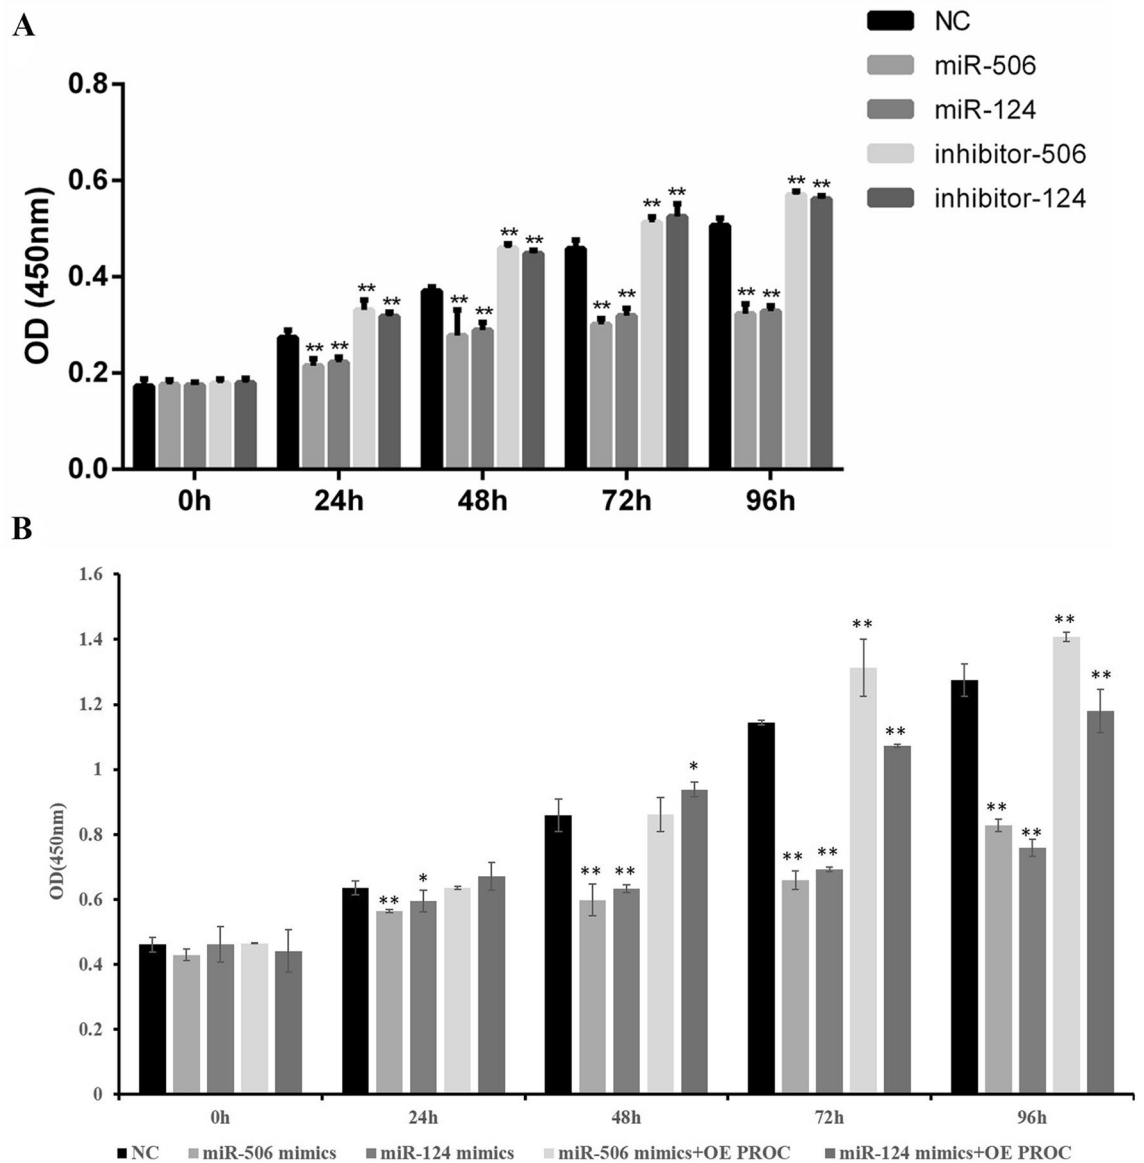 A
NC
miR-506
miR-124
inhibitor-506
inhibitor-124
OD (450nm)
0.8
0.6
0.4
0.2
0.0
** ** ** **
** ** ** **
** ** ** **
** ** ** **
0h 24h 48h 72h 96h
B
OD(450nm)
1.6
1.4
1.2
1
0.8
0.6
0.4
0.2
0
** *
** ** *
** ** ** **
** ** ** **
0h 24h 48h 72h 96h
NC miR-506 mimics miR-124 mimics miR-506 mimics+OE PROC miR-124 mimics+OE PROC